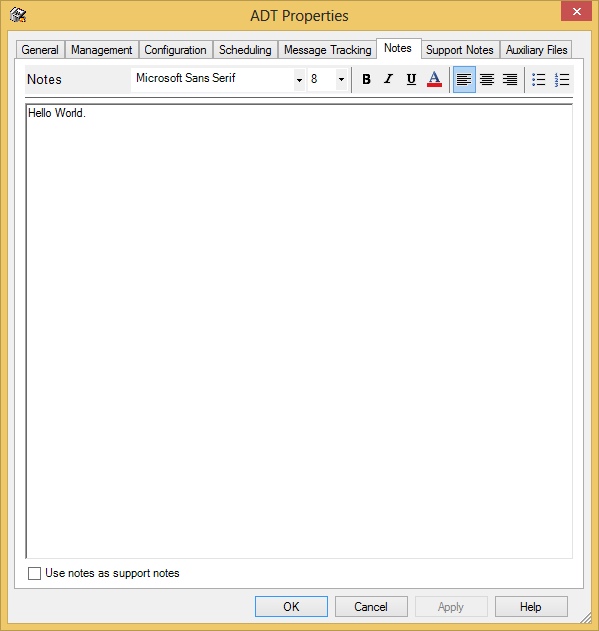 ADT Properties
General Management Configuration Scheduling Message Tracking Notes Support Notes Auxiliary Files
Notes Microsoft Sans Serif 8 B I U A
Hello World.
Use notes as support notes
OK Cancel Apply Help